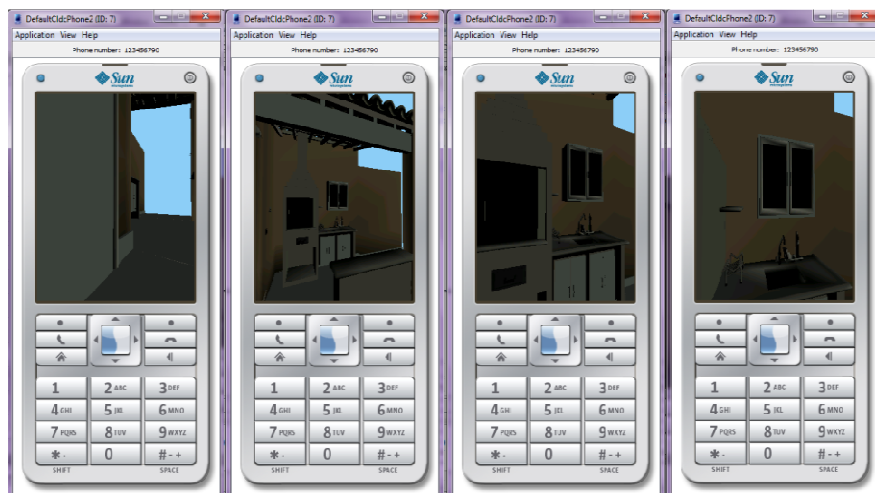 DefaultCldcPhone2 (ID: 7)
Application View Help
Phone number: 123456790
Sun
microsystems
1 2 ABC 3 DEF
4 GHI 5 JKL 6 MNO
7 PQRS 8 TUV 9 WXYZ
* . 0 # - +
SHIFT SPACE
DefaultCldcPhone2 (ID: 7)
Application View Help
Phone number: 123456790
Sun
microsystems
1 2 ABC 3 DEF
4 GHI 5 JKL 6 MNO
7 PQRS 8 TUV 9 WXYZ
* . 0 # - +
SHIFT SPACE
DefaultCldcPhone2 (ID: 7)
Application View Help
Phone number: 123456790
Sun
microsystems
1 2 ABC 3 DEF
4 GHI 5 JKL 6 MNO
7 PQRS 8 TUV 9 WXYZ
* . 0 # - +
SHIFT SPACE
DefaultCldcPhone2 (ID: 7)
Application View Help
Phone number: 123456790
Sun
microsystems
1 2 ABC 3 DEF
4 GHI 5 JKL 6 MNO
7 PQRS 8 TUV 9 WXYZ
* . 0 # - +
SHIFT SPACE